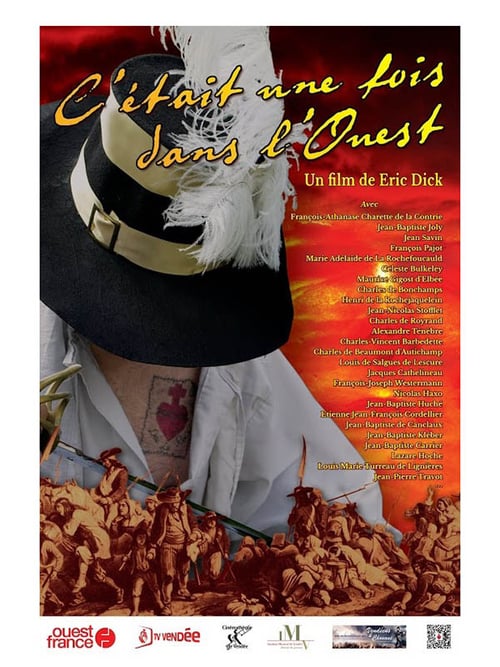 C'était une fois
dans l'Ouest
Un film de Eric Dick
Avec
François-Athanase Charette de la Contrie
Jean-Baptiste Joly
Jean Savin
François Pajot
Marie Adelaïde de La Rochefoucauld
Céleste Bulkeley
Maurice Gigost d'Elbée
Charles de Bonchamps
Henri de la Rochejaquelein
Jean-Nicolas Stofflet
Charles de Royrand
Alexandre Tenèbre
Charles-Vincent Barbedette
Charles de Beaumont d'Autichamp
Louis de Salgues de Lescure
Jacques Cathelineau
François-Joseph Westermann
Nicolas Haxo
Jean-Baptiste Huché
Étienne Jean-François Cordellier
Jean-Baptiste de Canclaux
Jean-Baptiste Kléber
Jean-Baptiste Carrier
Lazare Hoche
Louis Marie Turreau de Lignières
Jean-Pierre Travot
...
ouest
france
TV VENDÉE